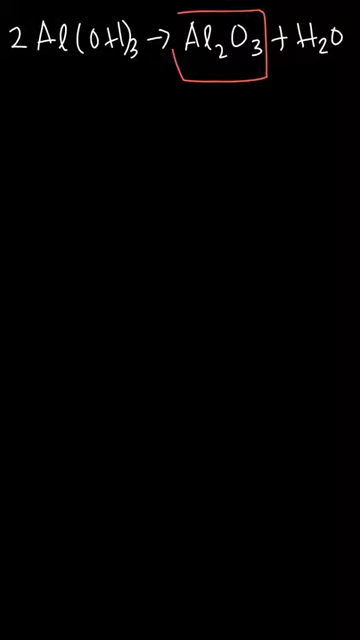 2 Al(OH)₃ → Al₂O₃ + H₂O